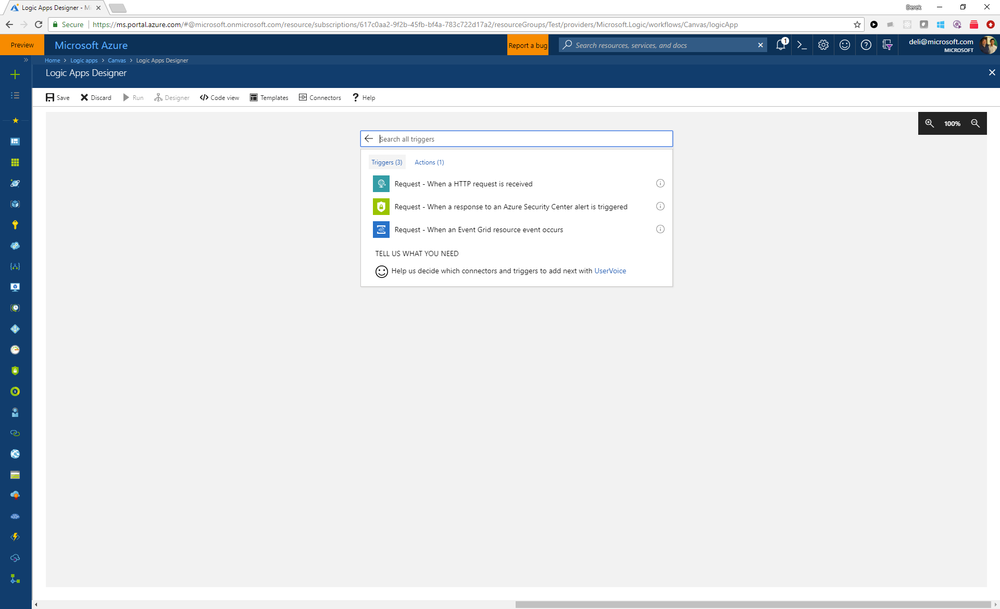 Logic Apps Designer - Mi
Derek
Secure
https://ms.portal.azure.com/#@microsoft.onmicrosoft.com/resource/subscriptions/617c0aa2-9f2b-45fb-bf4a-783c722d17a2/resourceGroups/Test/providers/Microsoft.Logic/workflows/Canvas/logicApp
Preview
Microsoft Azure
Report a bug
Search resources, services, and docs
1
deli@microsoft.com
MICROSOFT
Home > Logic apps > Canvas > Logic Apps Designer
Logic Apps Designer
Save
Discard
Run
Designer
Code view
Templates
Connectors
Help
100%
Search all triggers
Triggers (3)
Actions (1)
Request - When a HTTP request is received
Request - When a response to an Azure Security Center alert is triggered
Request - When an Event Grid resource event occurs
TELL US WHAT YOU NEED
Help us decide which connectors and triggers to add next with UserVoice